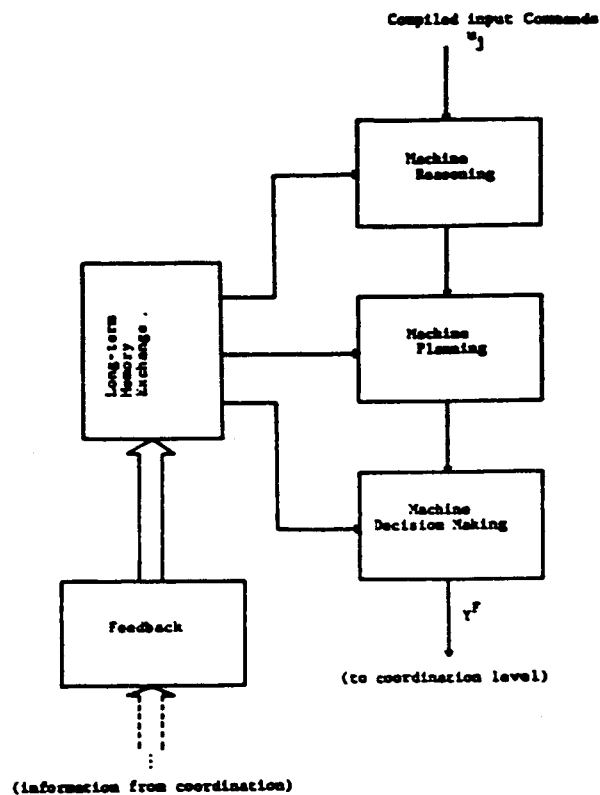 Compiled input Commands
uj
Machine
Reasoning
Long-term
Memory
Exchange.
Machine
Planning
Machine
Decision Making
Feedback
Y^F
(to coordination level)
(information from coordination)